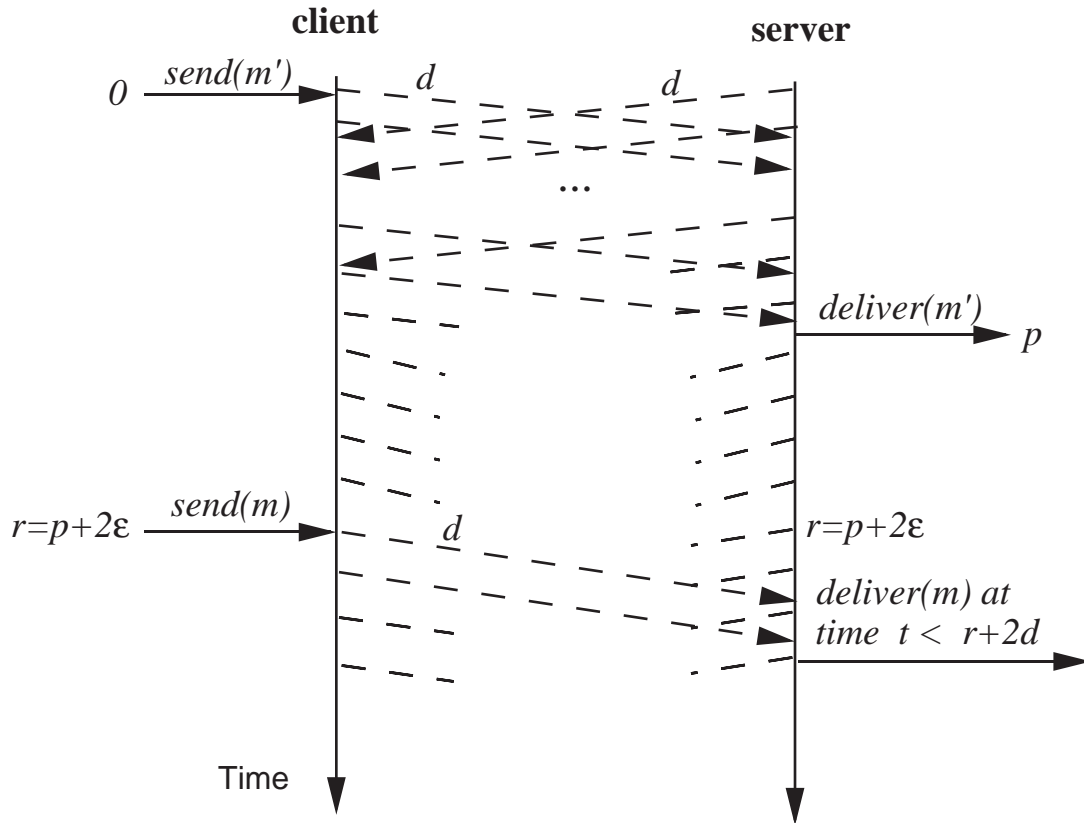 client
server
0
send(m')
d
d
...
deliver(m')
p
send(m)
r=p+2ε
d
r=p+2ε
deliver(m) at
time t < r+2d
Time